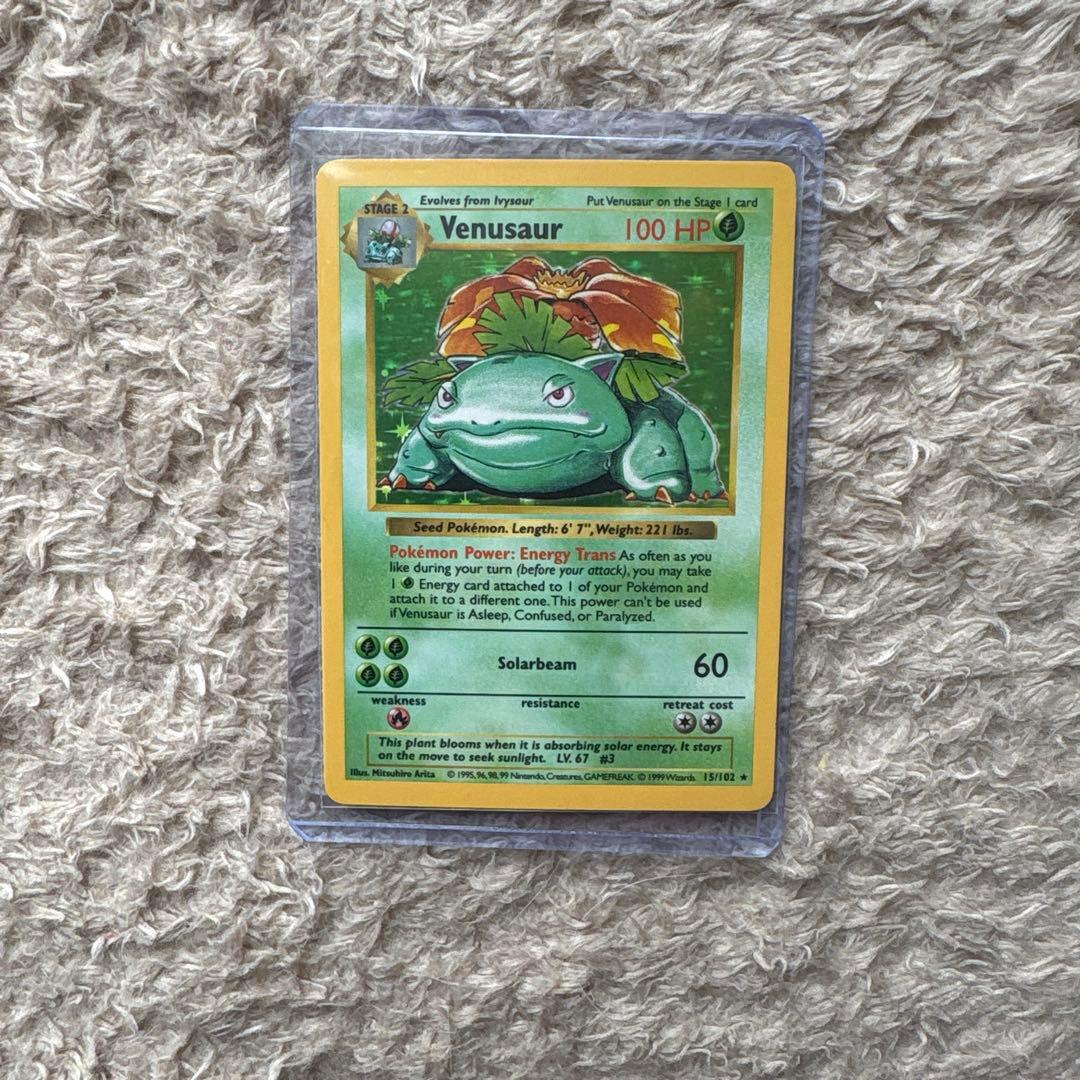 Evolves from Ivysaur Put Venusaur on the Stage 1 card
STAGE 2
Venusaur 100 HP
Seed Pokémon. Length: 6' 7", Weight: 221 lbs.
Pokémon Power: Energy Trans As often as you
like during your turn (before your attack), you may take
1 Energy card attached to 1 of your Pokémon and
attach it to a different one. This power can't be used
if Venusaur is Asleep, Confused, or Paralyzed.
Solarbeam 60
weakness resistance retreat cost
This plant blooms when it is absorbing solar energy. It stays
on the move to seek sunlight. LV. 67 #3
Illus. Mitsuhiro Arita © 1995, 96, 98, 99 Nintendo, Creatures, GAMEFREAK. © 1999 Wizards. 15/102 ★